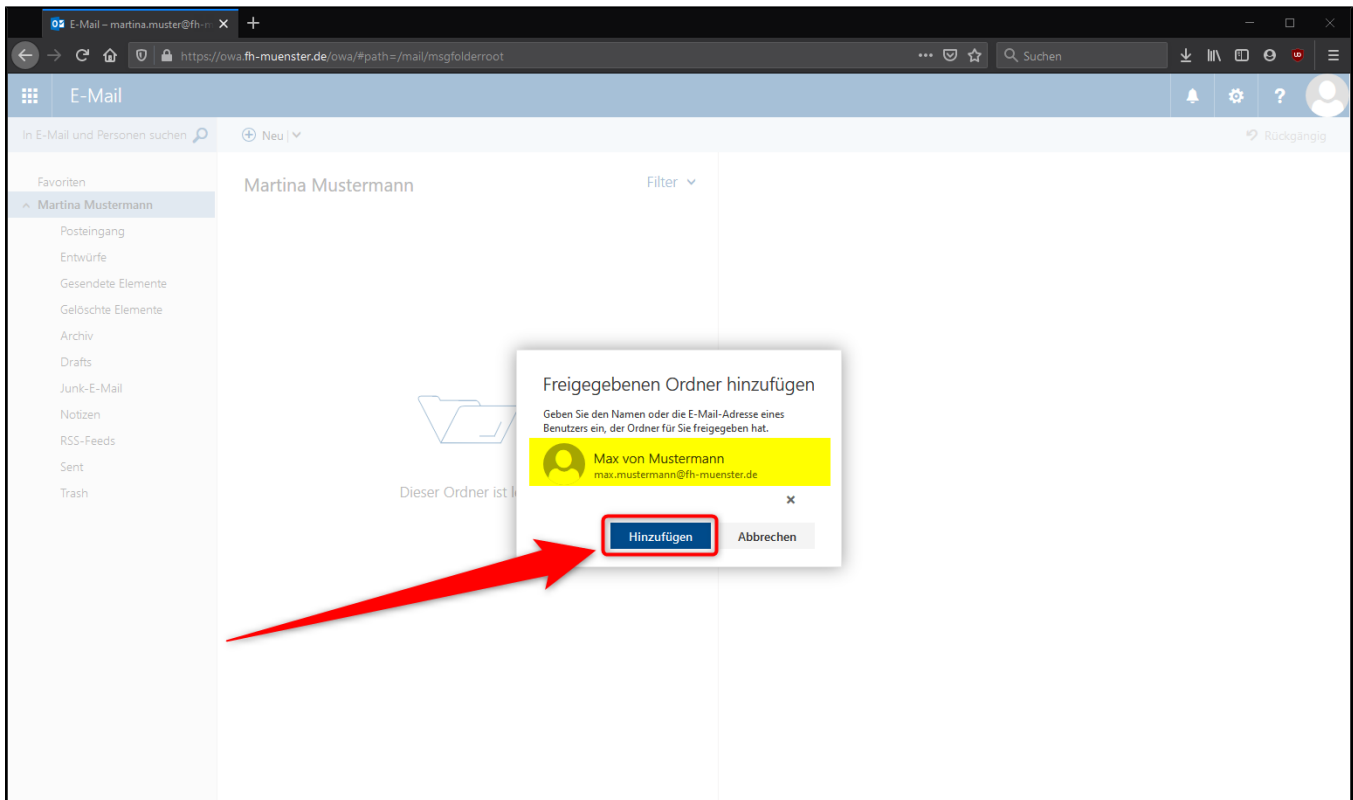 E-Mail – martina.muster@fh-m
https://owa.fh-muenster.de/owa/#path=/mail/msgfolderroot
Suchen
E-Mail
?
In E-Mail und Personen suchen
Neu
Rückgängig
Favoriten
Martina Mustermann
Posteingang
Entwürfe
Gesendete Elemente
Gelöschte Elemente
Archiv
Drafts
Junk-E-Mail
Notizen
RSS-Feeds
Sent
Trash
Martina Mustermann
Filter
Dieser Ordner ist l
Freigegebenen Ordner hinzufügen
Geben Sie den Namen oder die E-Mail-Adresse eines
Benutzers ein, der Ordner für Sie freigegeben hat.
Max von Mustermann
max.mustermann@fh-muenster.de
Hinzufügen
Abbrechen